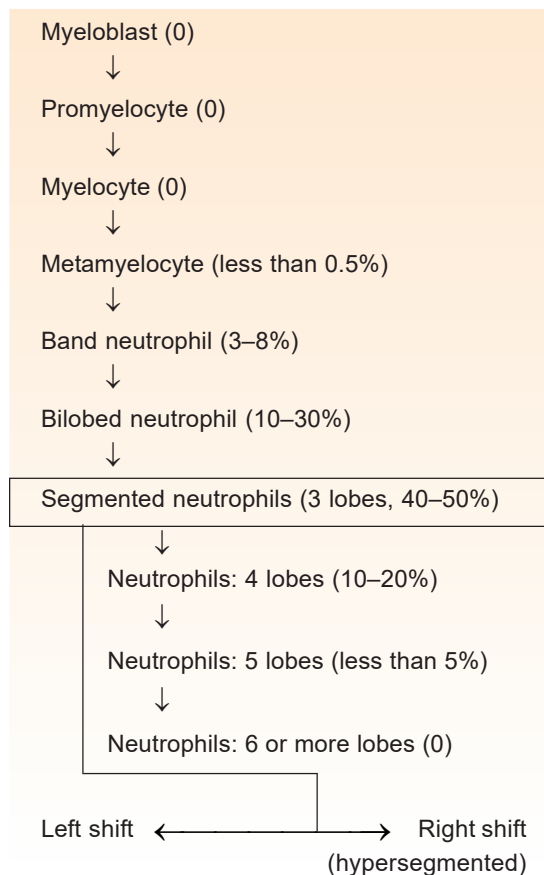 Myeloblast (0)
Promyelocyte (0)
Myelocyte (0)
Metamyelocyte (less than 0.5%)
Band neutrophil (3–8%)
Bilobed neutrophil (10–30%)
Segmented neutrophils (3 lobes, 40–50%)
Neutrophils: 4 lobes (10–20%)
Neutrophils: 5 lobes (less than 5%)
Neutrophils: 6 or more lobes (0)
Left shift Right shift
(hypersegmented)